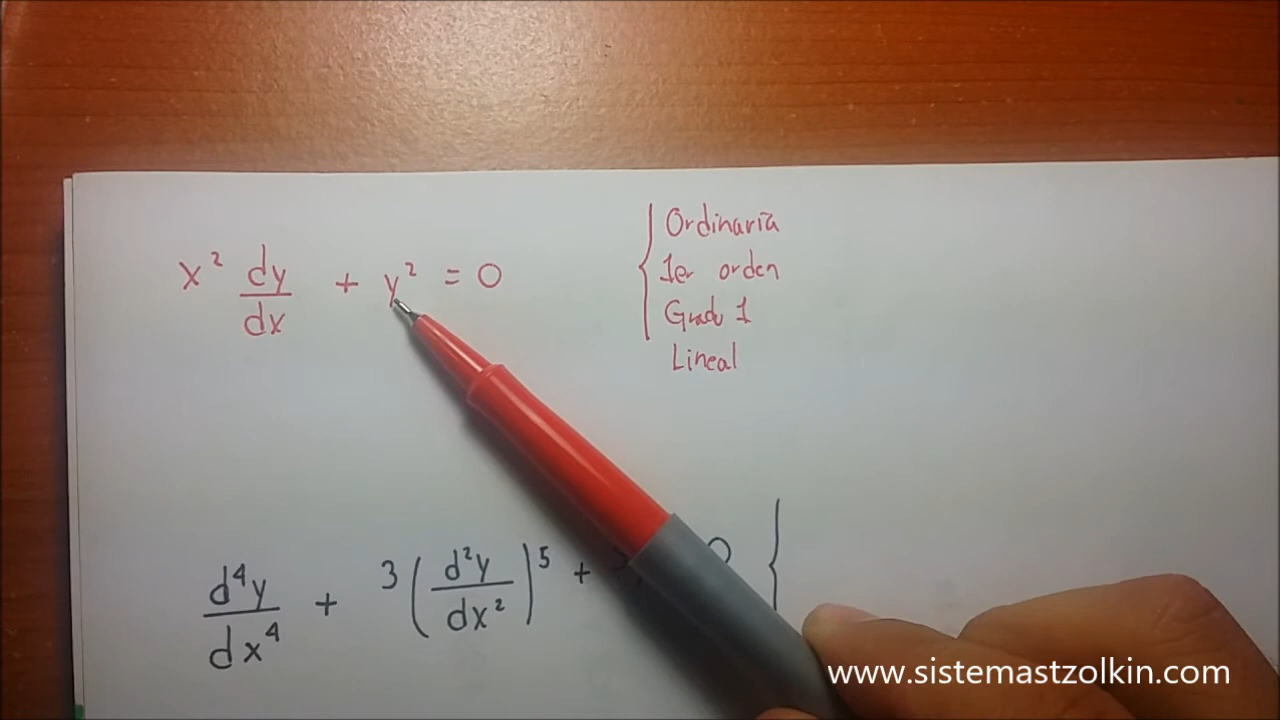 x² dy/dx + y² = 0
Ordinaria
1er orden
Grado 1
Lineal
d⁴y/dx⁴ + 3(d²y/dx²)⁵ + 0
www.sistemastzolkin.com